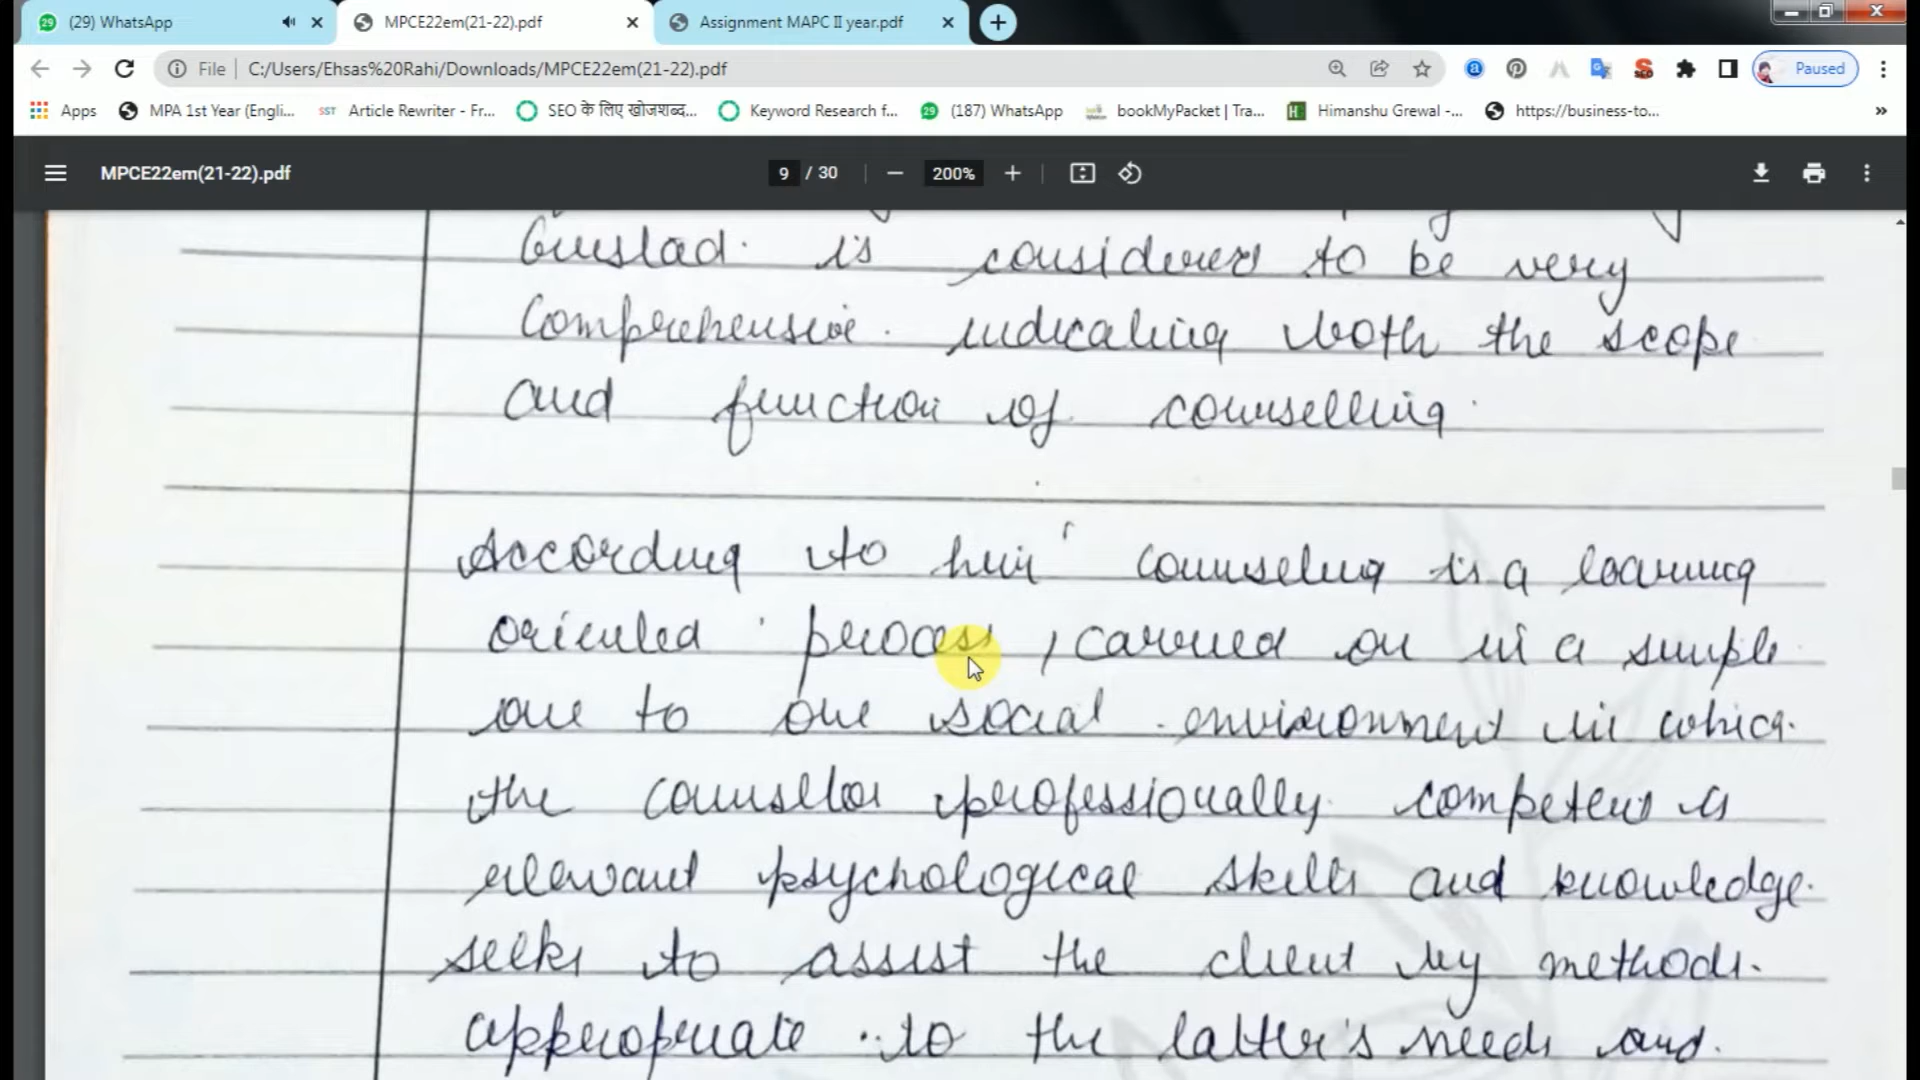 (29) WhatsApp
MPCE22em(21-22).pdf
Assignment MAPC II year.pdf
File | C:/Users/Ehsas%20Rahi/Downloads/MPCE22em(21-22).pdf
Paused
Apps
MPA 1st Year (Engli...
SST Article Rewriter - Fr...
SEO के लिए खोजशब्द...
Keyword Research f...
(187) WhatsApp
bookMyPacket | Tra...
Himanshu Grewal -...
https://business-to...
»
MPCE22em(21-22).pdf
9 / 30
200%
Gustad. is considered to be very
Comprehensive. indicating both the scope
and function of counselling.
According to him ' counseling is a learning
oriented process, carried on in a simple
one to one social environment in which
the counsellor professionally competent is
relevant psychological skills and knowledge.
seeks to assist the client by methods.
appropriate to the latter's needs and.